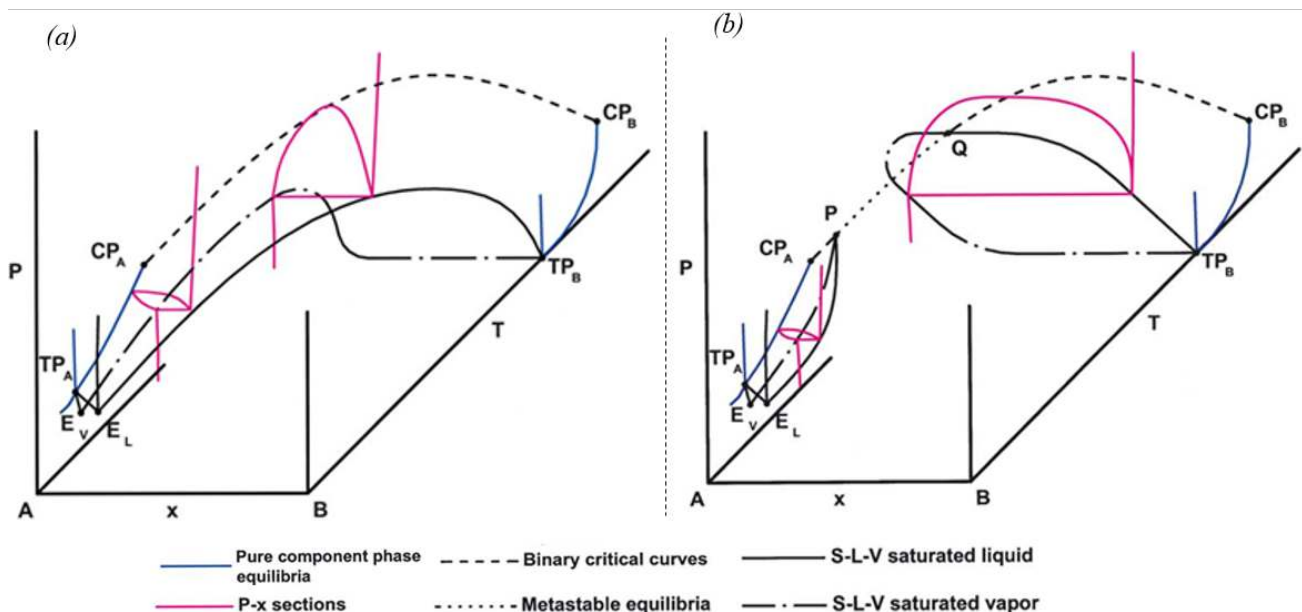 (a)
(b)
CP_B
CP_B
Q
P
CP_A
CP_A
P
P
TP_B
TP_B
T
T
TP_A
TP_A
E_V
E_L
E_V
E_L
A
x
B
A
x
B
Pure component phase
equilibria
Binary critical curves
S-L-V saturated liquid
P-x sections
Metastable equilibria
S-L-V saturated vapor